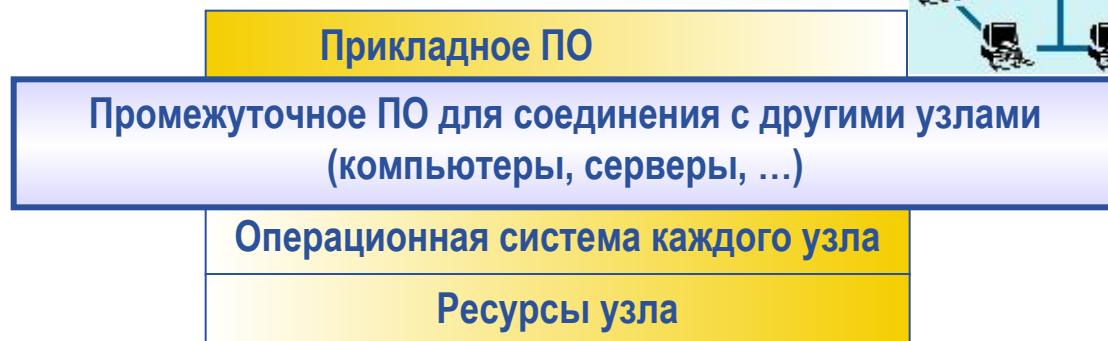 Прикладное ПО
Промежуточное ПО для соединения с другими узлами
(компьютеры, серверы, …)
Операционная система каждого узла
Ресурсы узла